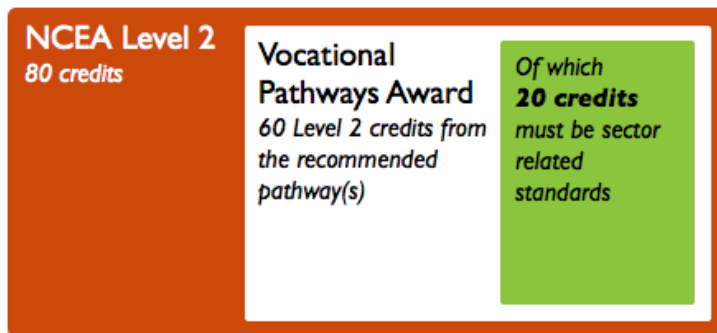 NCEA Level 2
80 credits
Vocational
Pathways Award
60 Level 2 credits from
the recommended
pathway(s)
Of which
20 credits
must be sector
related
standards